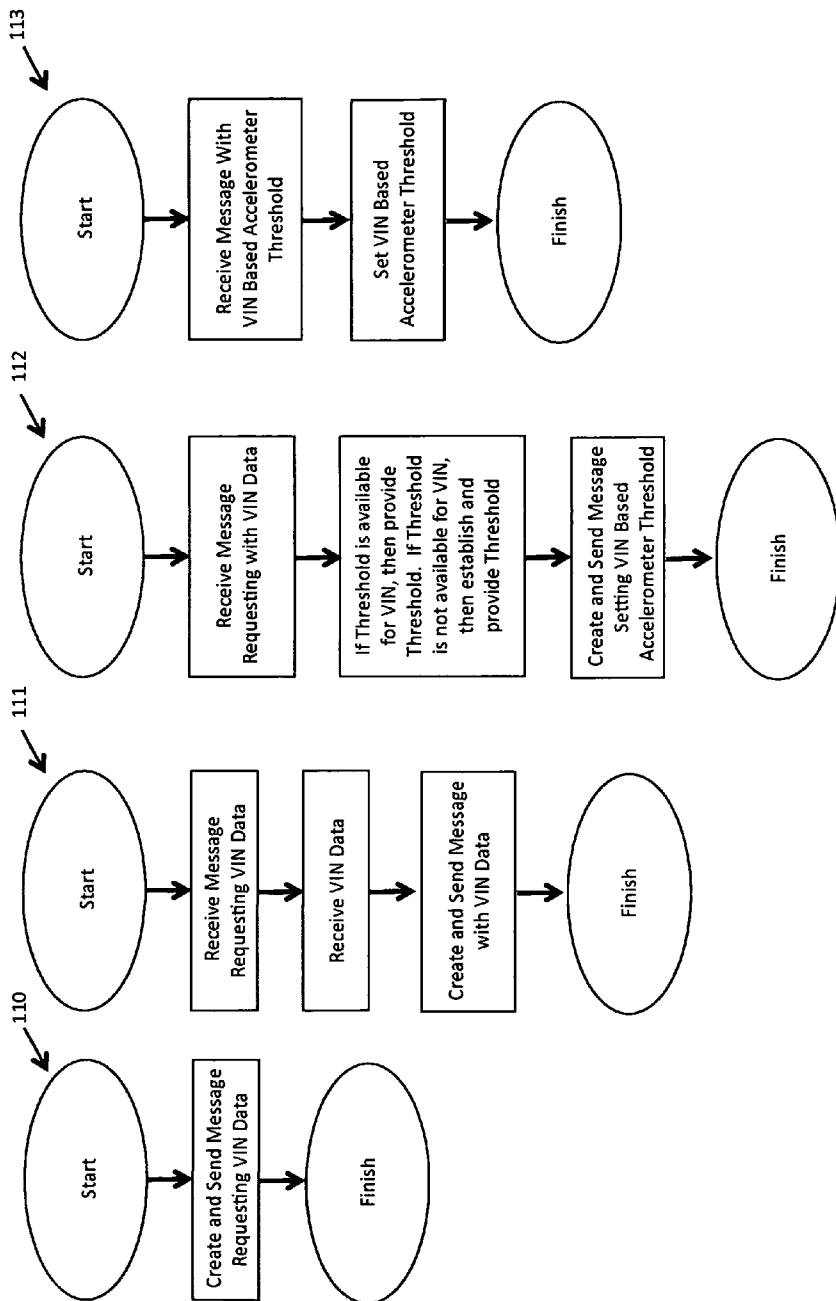 110
Start
Create and Send Message
Requesting VIN Data
Finish
111
Start
Receive Message
Requesting VIN Data
Receive VIN Data
Create and Send Message
with VIN Data
Finish
112
Start
Receive Message
Requesting with VIN Data
If Threshold is available
for VIN, then provide
Threshold. If Threshold
is not available for VIN,
then establish and
provide Threshold
Create and Send Message
Setting VIN Based
Accelerometer Threshold
Finish
113
Start
Receive Message With
VIN Based Accelerometer
Threshold
Set VIN Based
Accelerometer Threshold
Finish